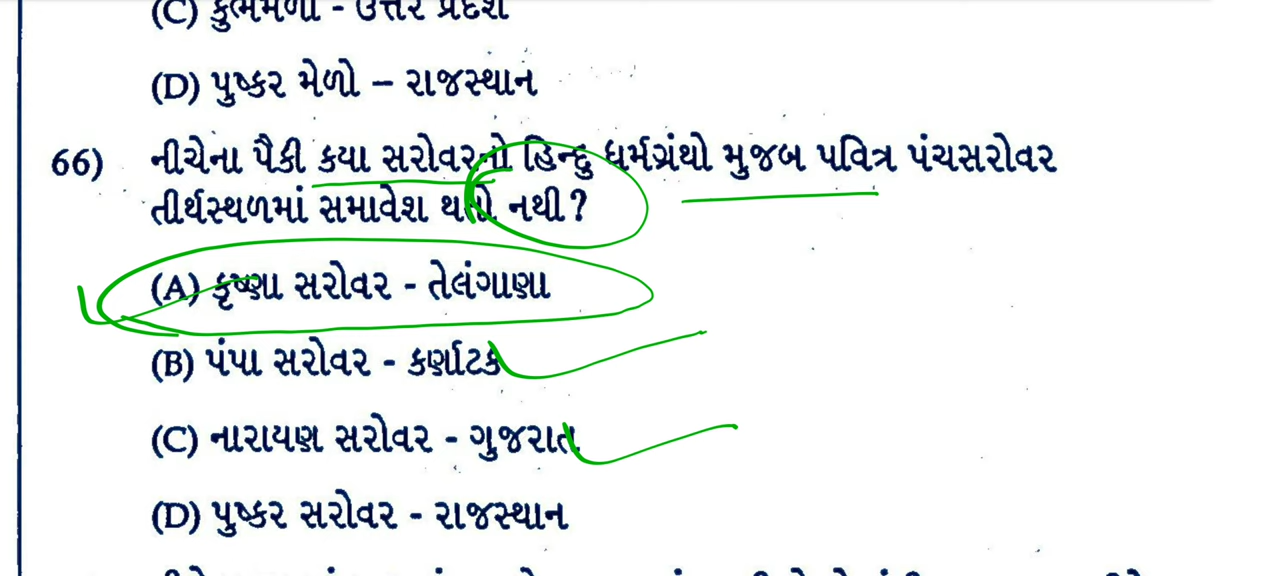 (C) કુંભમેળો - ઉત્તર પ્રદેશ
(D) પુષ્કર મેળો – રાજસ્થાન
66) નીચેના પૈકી કયા સરોવરનો હિન્દુ ધર્મગ્રંથો મુજબ પવિત્ર પંચસરોવર
તીર્થસ્થળમાં સમાવેશ થતો નથી?
(A) કૃષ્ણા સરોવર - તેલંગાણા
(B) પંપા સરોવર - કર્ણાટક
(C) નારાયણ સરોવર - ગુજરાત
(D) પુષ્કર સરોવર - રાજસ્થાન